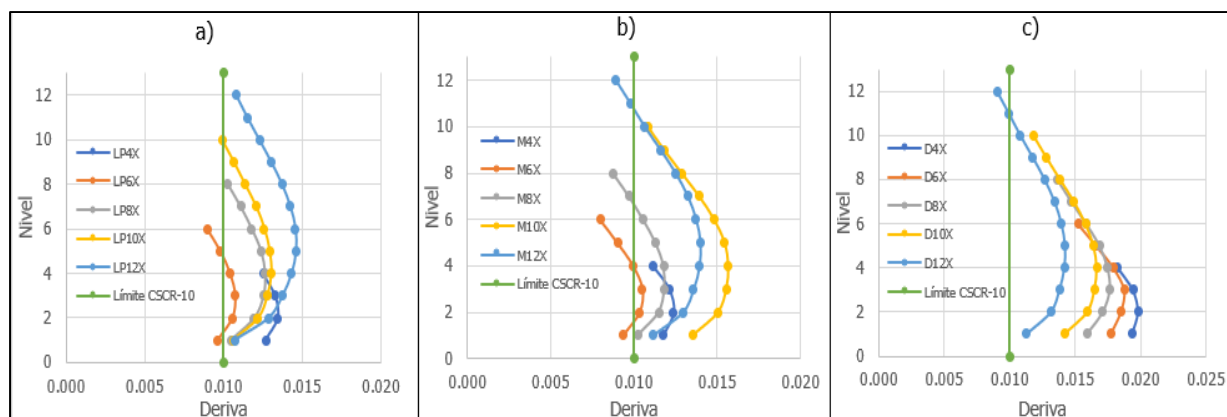 a)
12
10
8
6
4
2
0
Nivel
LP4X
LP6X
LP8X
LP10X
LP12X
Límite CSCR-10
0.000 0.005 0.010 0.015 0.020
Deriva
b)
12
10
8
6
4
2
0
Nivel
M4X
M6X
M8X
M10X
M12X
Límite CSCR-10
0.000 0.005 0.010 0.015 0.020
Deriva
c)
12
10
8
6
4
2
0
Nivel
D4X
D6X
D8X
D10X
D12X
Límite CSCR-10
0.000 0.005 0.010 0.015 0.020 0.025
Deriva